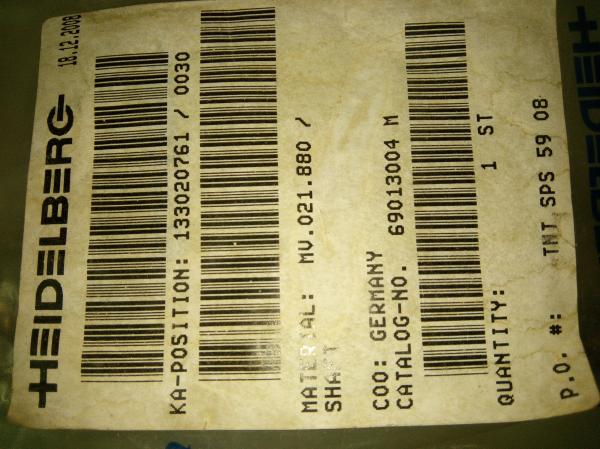 HEIDELBERG
18.12.2008
KA-POSITION: 133020761 / 0030
MATERIAL: MV.021.880 /
SHAFT
COO: GERMANY
CATALOG-NO. 69013004 M
QUANTITY: 1 ST
P.O. #: TNT SPS 59 08
HEIDELBE